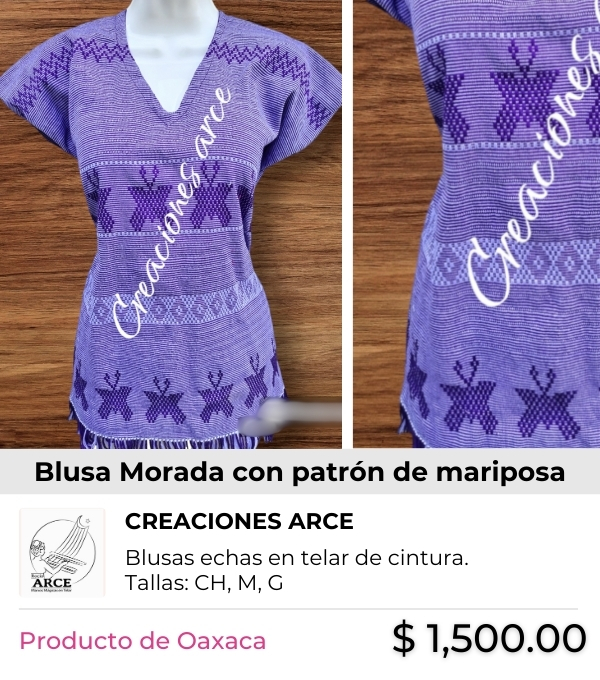 Creaciones arce
Creaciones
Blusa Morada con patrón de mariposa
CREACIONES ARCE
Blusas echas en telar de cintura.
Tallas: CH, M, G
ARCE
Producto de Oaxaca
$ 1,500.00